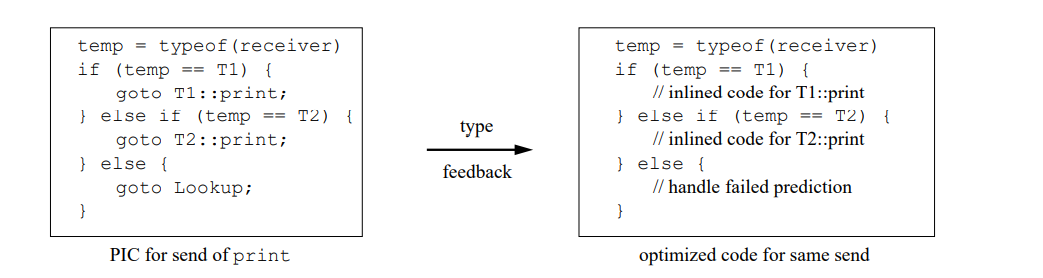 temp = typeof(receiver)
if (temp == T1) {
goto T1::print;
} else if (temp == T2) {
goto T2::print;
} else {
goto Lookup;
}
PIC for send of print
type
feedback
temp = typeof(receiver)
if (temp == T1) {
// inlined code for T1::print
} else if (temp == T2) {
// inlined code for T2::print
} else {
// handle failed prediction
}
optimized code for same send